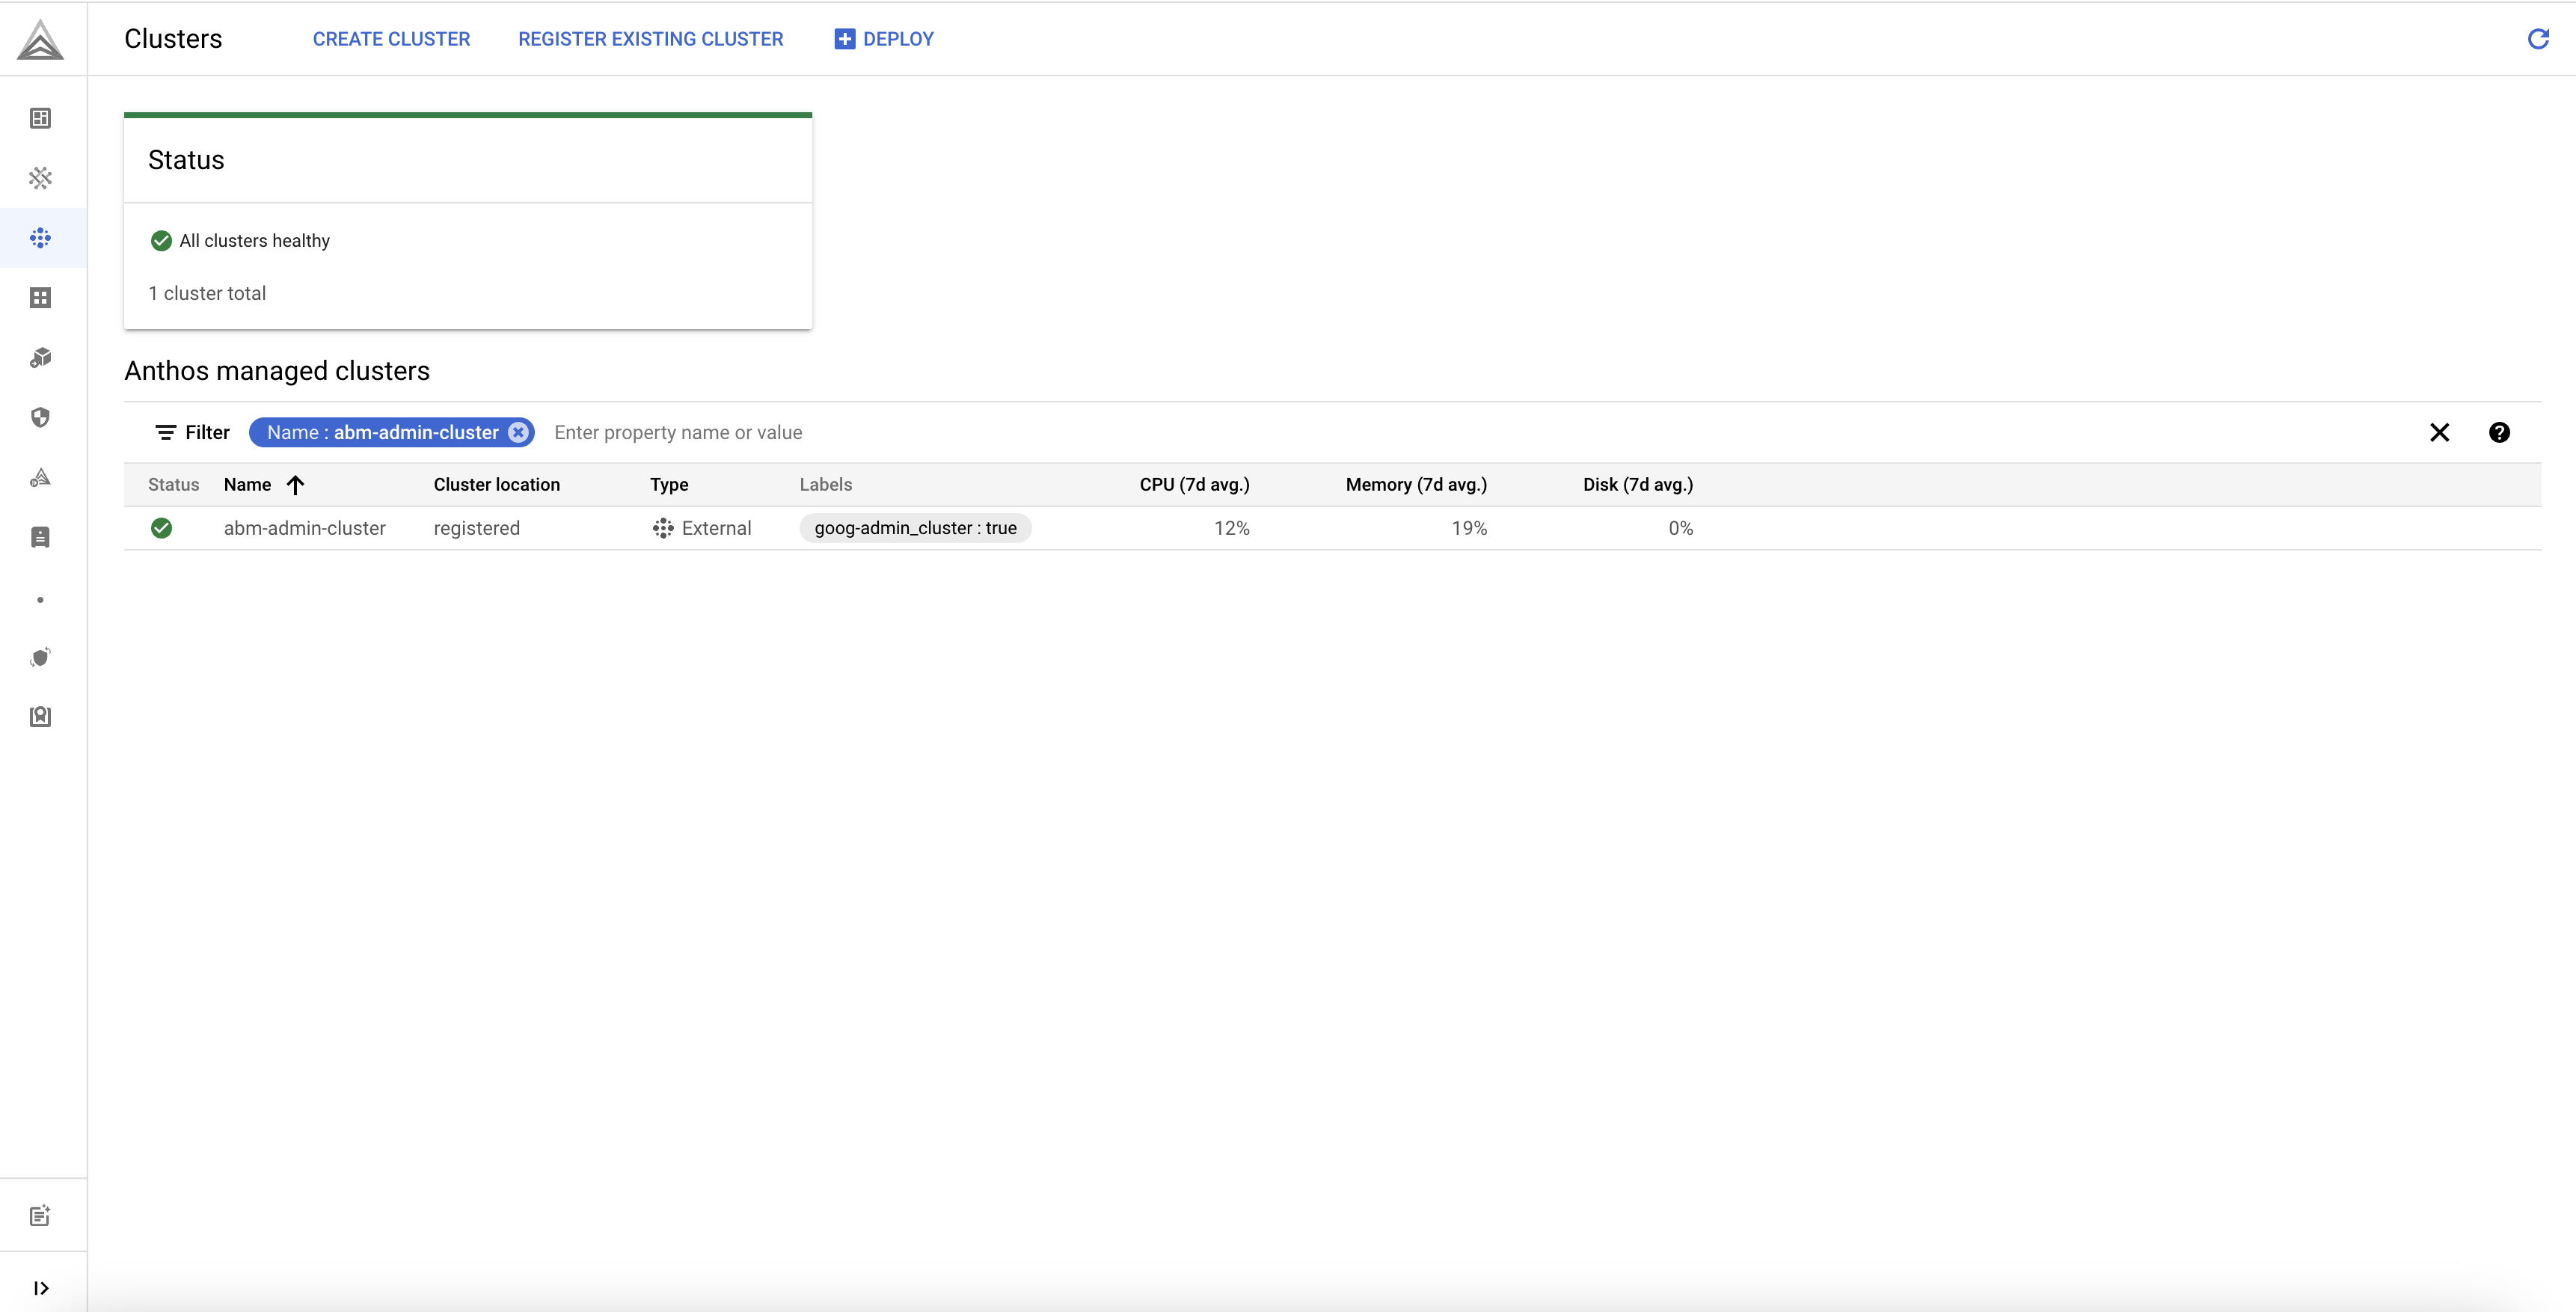 Clusters CREATE CLUSTER REGISTER EXISTING CLUSTER DEPLOY
Status
All clusters healthy
1 cluster total
Anthos managed clusters
Filter Name : abm-admin-cluster Enter property name or value
Status Name Cluster location Type Labels CPU (7d avg.) Memory (7d avg.) Disk (7d avg.)
abm-admin-cluster registered External goog-admin_cluster : true 12% 19% 0%